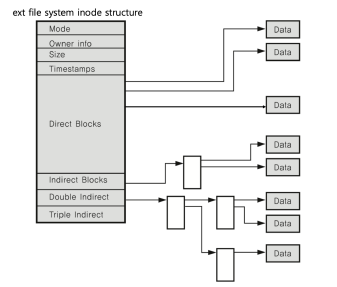 ext file system inode structure
Mode
Owner info
Size
Timestamps
Direct Blocks
Indirect Blocks
Double Indirect
Triple Indirect
Data
Data
Data
Data
Data
Data
Data
Data